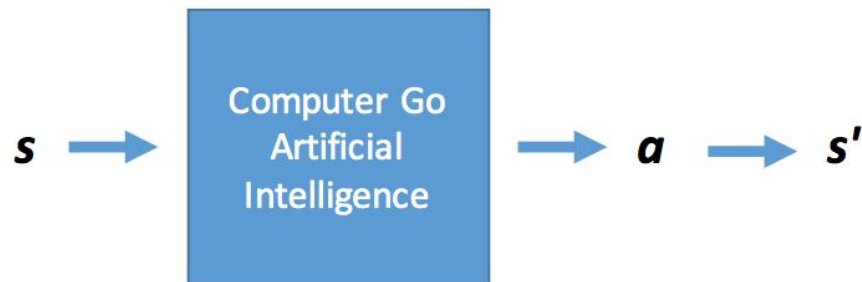 s
Computer Go
Artificial
Intelligence
a
s'